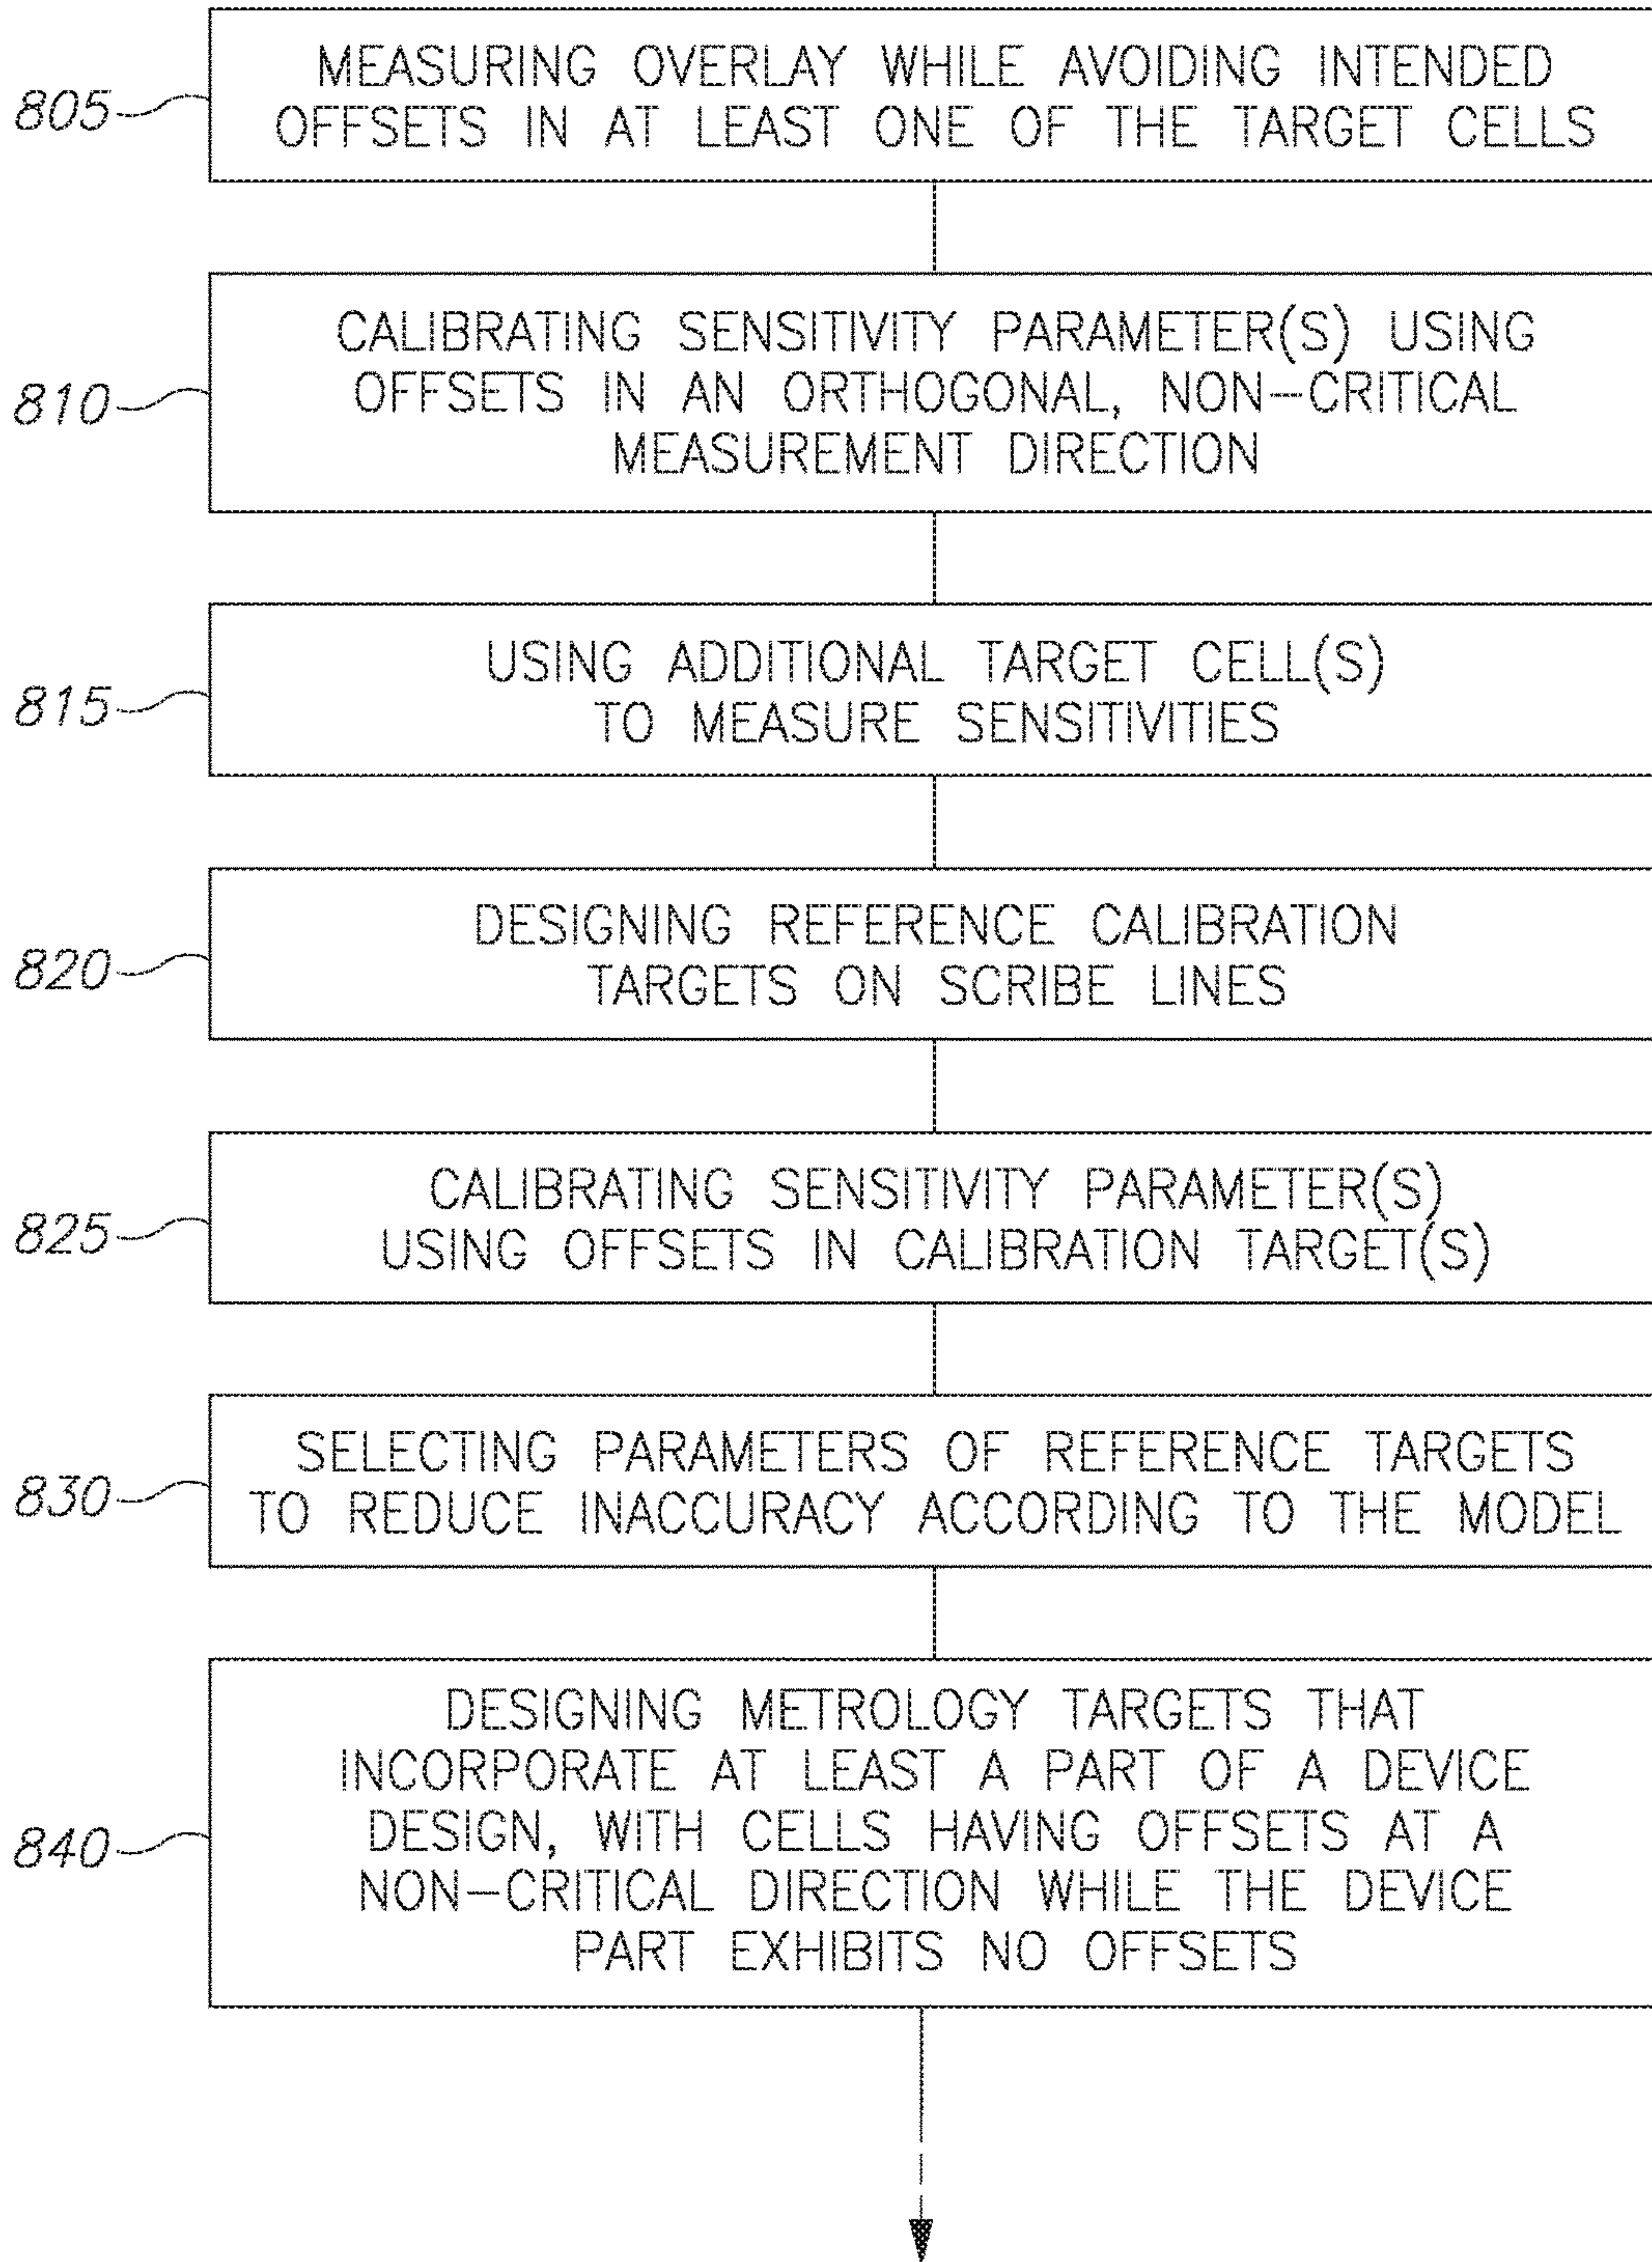 805
MEASURING OVERLAY WHILE AVOIDING INTENDED
OFFSETS IN AT LEAST ONE OF THE TARGET CELLS
810
CALIBRATING SENSITIVITY PARAMETER(S) USING
OFFSETS IN AN ORTHOGONAL, NON-CRITICAL
MEASUREMENT DIRECTION
815
USING ADDITIONAL TARGET CELL(S)
TO MEASURE SENSITIVITIES
820
DESIGNING REFERENCE CALIBRATION
TARGETS ON SCRIBE LINES
825
CALIBRATING SENSITIVITY PARAMETER(S)
USING OFFSETS IN CALIBRATION TARGET(S)
830
SELECTING PARAMETERS OF REFERENCE TARGETS
TO REDUCE INACCURACY ACCORDING TO THE MODEL
840
DESIGNING METROLOGY TARGETS THAT
INCORPORATE AT LEAST A PART OF A DEVICE
DESIGN, WITH CELLS HAVING OFFSETS AT A
NON-CRITICAL DIRECTION WHILE THE DEVICE
PART EXHIBITS NO OFFSETS